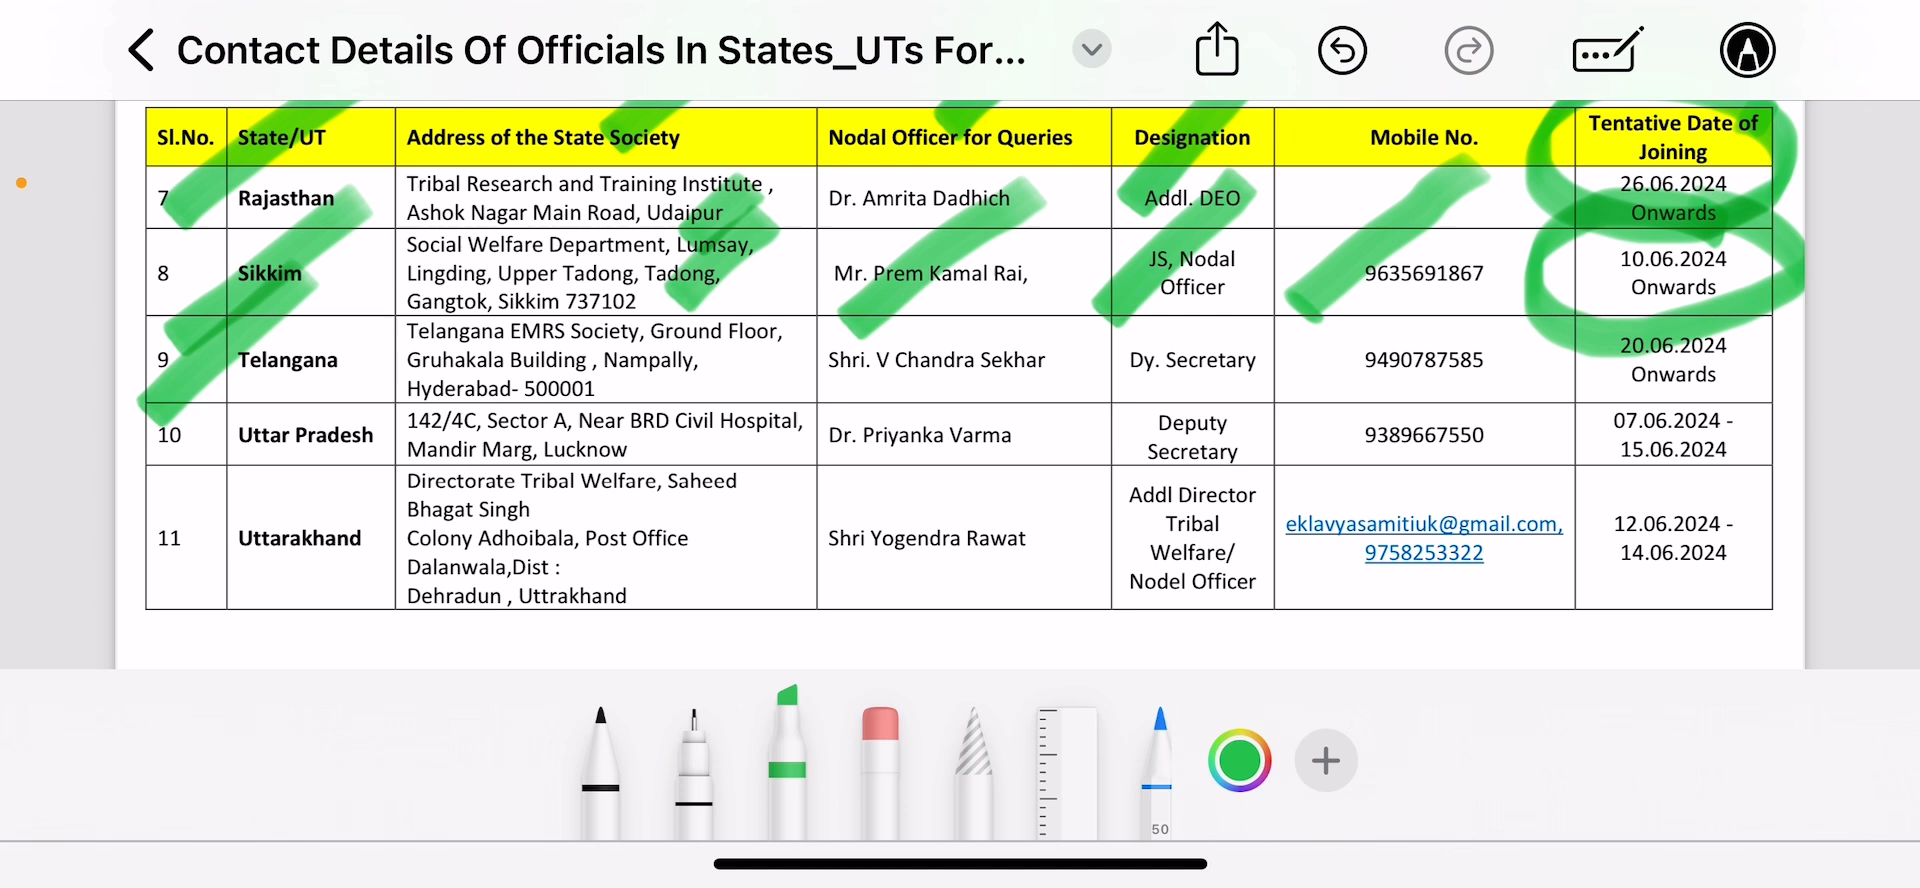 Contact Details Of Officials In States_UTs For...
Sl.No. State/UT Address of the State Society Nodal Officer for Queries Designation Mobile No. Tentative Date of
Joining
7 Rajasthan Tribal Research and Training Institute ,
Ashok Nagar Main Road, Udaipur Dr. Amrita Dadhich Addl. DEO 26.06.2024
Onwards
8 Sikkim Social Welfare Department, Lumsay,
Lingding, Upper Tadong, Tadong,
Gangtok, Sikkim 737102 Mr. Prem Kamal Rai, JS, Nodal
Officer 9635691867 10.06.2024
Onwards
9 Telangana Telangana EMRS Society, Ground Floor,
Gruhakala Building , Nampally,
Hyderabad- 500001 Shri. V Chandra Sekhar Dy. Secretary 9490787585 20.06.2024
Onwards
10 Uttar Pradesh 142/4C, Sector A, Near BRD Civil Hospital,
Mandir Marg, Lucknow Dr. Priyanka Varma Deputy
Secretary 9389667550 07.06.2024 -
15.06.2024
11 Uttarakhand Directorate Tribal Welfare, Saheed
Bhagat Singh
Colony Adhoibala, Post Office
Dalanwala,Dist :
Dehradun , Uttrakhand Shri Yogendra Rawat Addl Director
Tribal
Welfare/
Nodel Officer eklavyasamitiuk@gmail.com,
9758253322 12.06.2024 -
14.06.2024
50